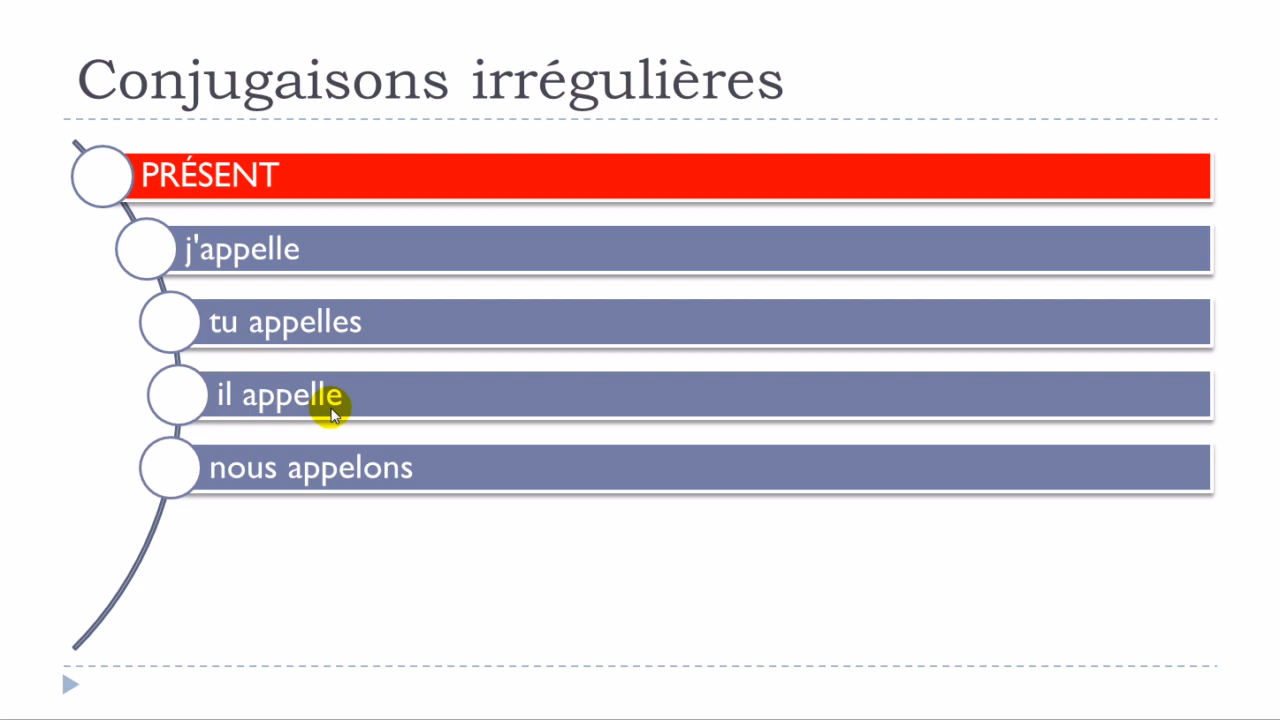 Conjugaisons irrégulières
PRÉSENT
j'appelle
tu appelles
il appelle
nous appelons